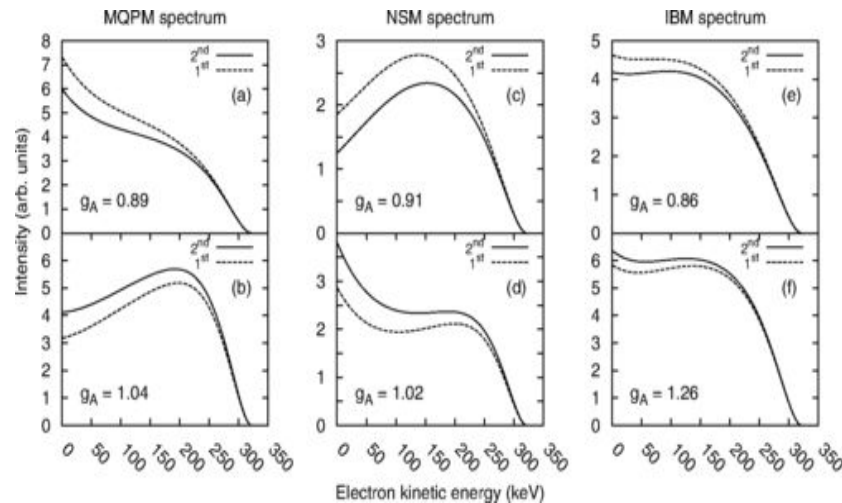 MQPM spectrum NSM spectrum IBM spectrum
Intensity (arb. units)
8 7 6 5 4 3 2 1 0
2nd
1st
(a)
gA = 0.89
3 2 1 0
2nd
1st
(c)
gA = 0.91
5 4 3 2 1 0
2nd
1st
(e)
gA = 0.86
6 5 4 3 2 1 0
2nd
1st
(b)
gA = 1.04
3 2 1 0
2nd
1st
(d)
gA = 1.02
6 5 4 3 2 1 0
2nd
1st
(f)
gA = 1.26
0 50 100 150 200 250 300 350
0 50 100 150 200 250 300 350
0 50 100 150 200 250 300 350
Electron kinetic energy (keV)